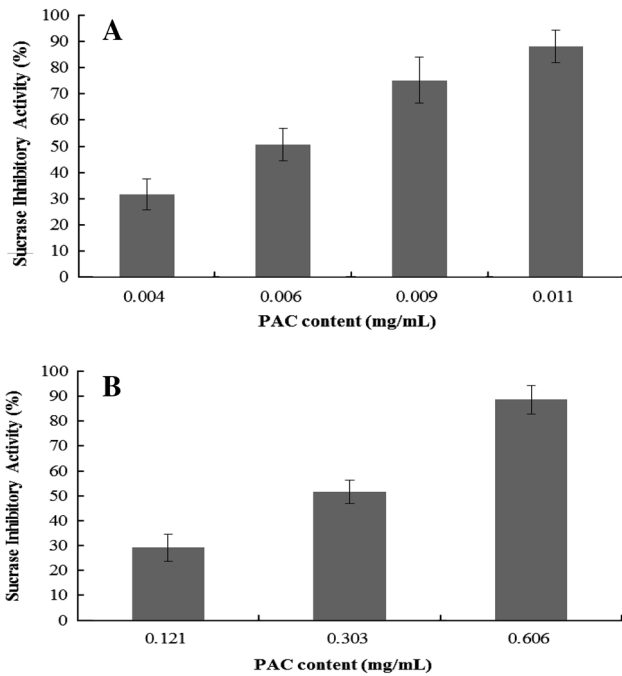 A
Sucrase Ihhibitory Activity (%)
100
90
80
70
60
50
40
30
20
10
0
0.004 0.006 0.009 0.011
PAC content (mg/mL)
B
Sucrase Inhibitory Activity (%)
100
90
80
70
60
50
40
30
20
10
0
0.121 0.303 0.606
PAC content (mg/mL)